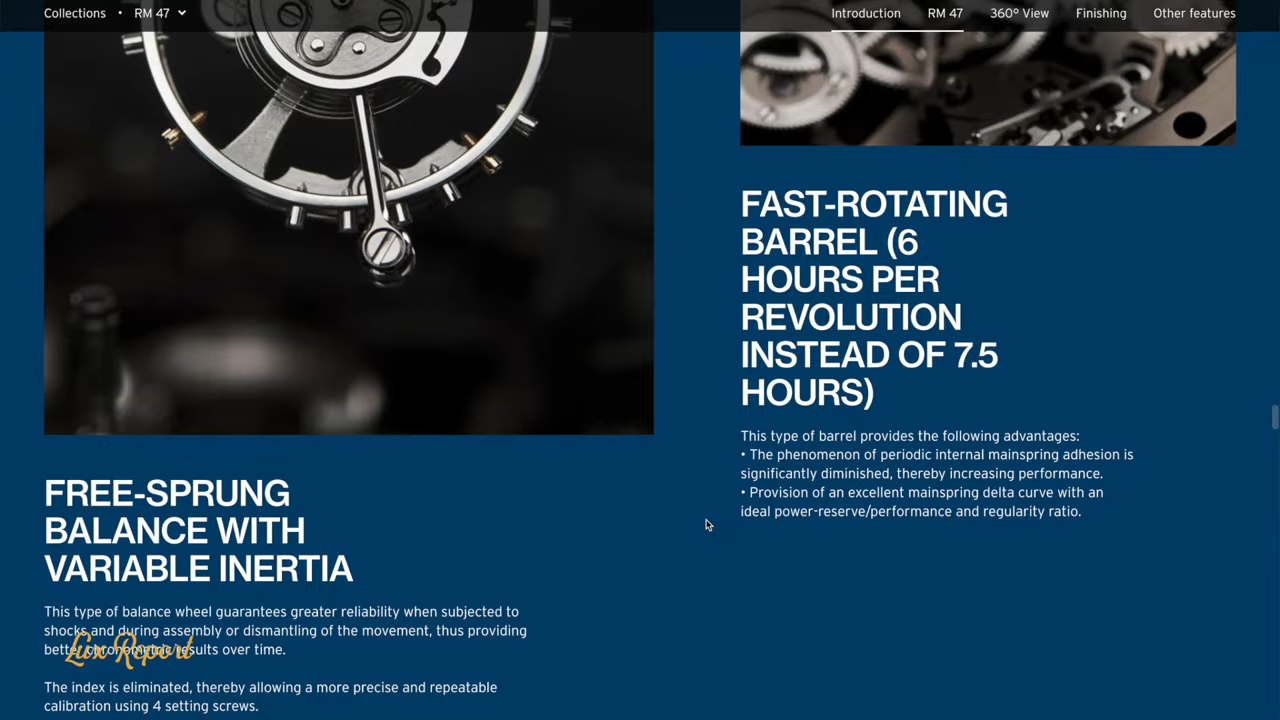 Collections • RM 47
Introduction RM 47 360° View Finishing Other features
FREE-SPRUNG
BALANCE WITH
VARIABLE INERTIA
This type of balance wheel guarantees greater reliability when subjected to
shocks and during assembly or dismantling of the movement, thus providing
better chronometric results over time.
Lux Report
The index is eliminated, thereby allowing a more precise and repeatable
calibration using 4 setting screws.
FAST-ROTATING
BARREL (6
HOURS PER
REVOLUTION
INSTEAD OF 7.5
HOURS)
This type of barrel provides the following advantages:
• The phenomenon of periodic internal mainspring adhesion is
significantly diminished, thereby increasing performance.
• Provision of an excellent mainspring delta curve with an
ideal power-reserve/performance and regularity ratio.